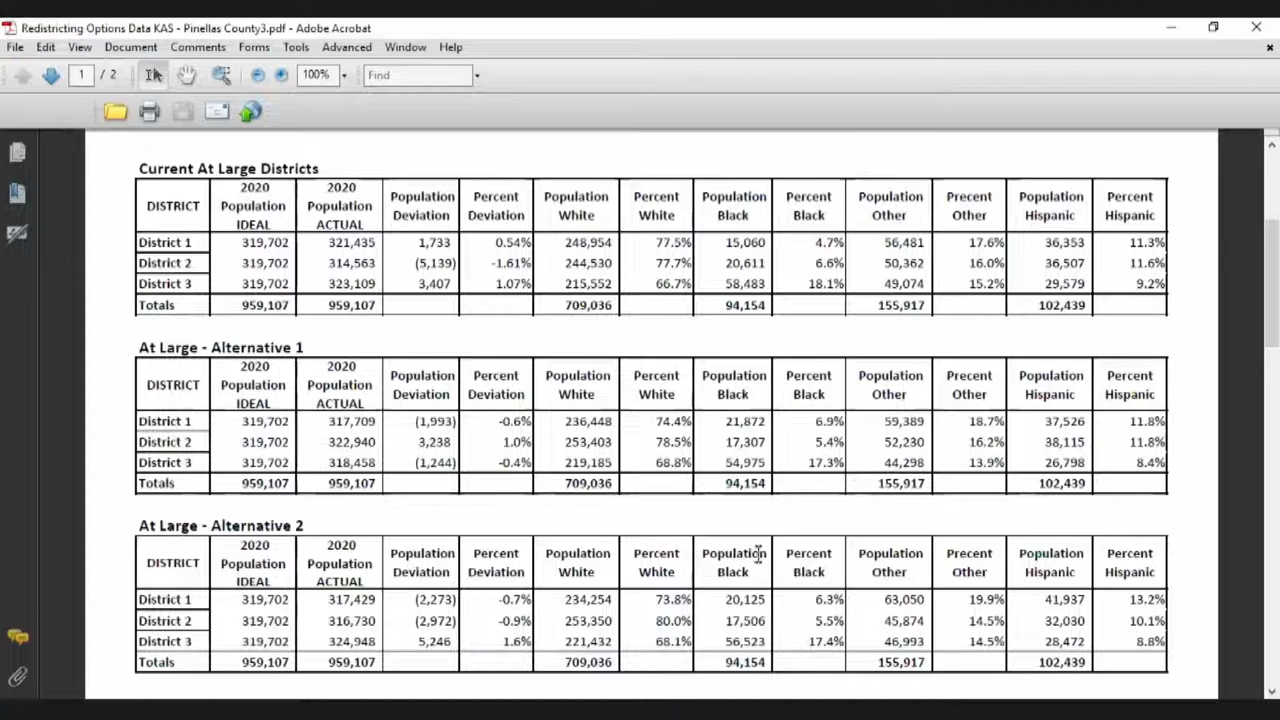 Redistricting Options Data KAS - Pinellas County3.pdf - Adobe Acrobat
File Edit View Document Comments Forms Tools Advanced Window Help
1 / 2 100% Find
Current At Large Districts
DISTRICT 2020 Population IDEAL 2020 Population ACTUAL Population Deviation Percent Deviation Population White Percent White Population Black Percent Black Population Other Precent Other Population Hispanic Percent Hispanic
District 1 319,702 321,435 1,733 0.54% 248,954 77.5% 15,060 4.7% 56,481 17.6% 36,353 11.3%
District 2 319,702 314,563 (5,139) -1.61% 244,530 77.7% 20,611 6.6% 50,362 16.0% 36,507 11.6%
District 3 319,702 323,109 3,407 1.07% 215,552 66.7% 58,483 18.1% 49,074 15.2% 29,579 9.2%
Totals 959,107 959,107 709,036 94,154 155,917 102,439
At Large - Alternative 1
DISTRICT 2020 Population IDEAL 2020 Population ACTUAL Population Deviation Percent Deviation Population White Percent White Population Black Percent Black Population Other Precent Other Population Hispanic Percent Hispanic
District 1 319,702 317,709 (1,993) -0.6% 236,448 74.4% 21,872 6.9% 59,389 18.7% 37,526 11.8%
District 2 319,702 322,940 3,238 1.0% 253,403 78.5% 17,307 5.4% 52,230 16.2% 38,115 11.8%
District 3 319,702 318,458 (1,244) -0.4% 219,185 68.8% 54,975 17.3% 44,298 13.9% 26,798 8.4%
Totals 959,107 959,107 709,036 94,154 155,917 102,439
At Large - Alternative 2
DISTRICT 2020 Population IDEAL 2020 Population ACTUAL Population Deviation Percent Deviation Population White Percent White Population Black Percent Black Population Other Precent Other Population Hispanic Percent Hispanic
District 1 319,702 317,429 (2,273) -0.7% 234,254 73.8% 20,125 6.3% 63,050 19.9% 41,937 13.2%
District 2 319,702 316,730 (2,972) -0.9% 253,350 80.0% 17,506 5.5% 45,874 14.5% 32,030 10.1%
District 3 319,702 324,948 5,246 1.6% 221,432 68.1% 56,523 17.4% 46,993 14.5% 28,472 8.8%
Totals 959,107 959,107 709,036 94,154 155,917 102,439